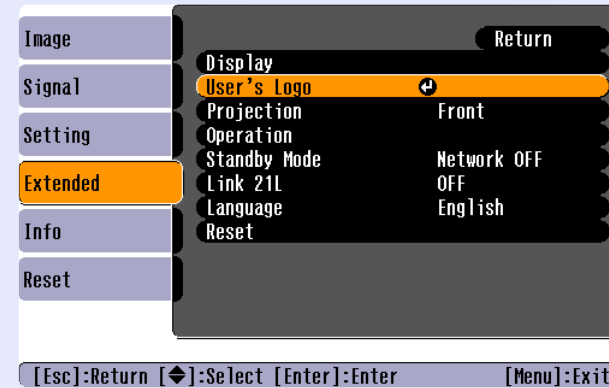 Image
Signal
Setting
Extended
Info
Reset
Return
Display
User's Logo
Projection Front
Operation
Standby Mode Network OFF
Link 21L OFF
Language English
Reset
[Esc]:Return [◆]:Select [Enter]:Enter [Menu]:Exit